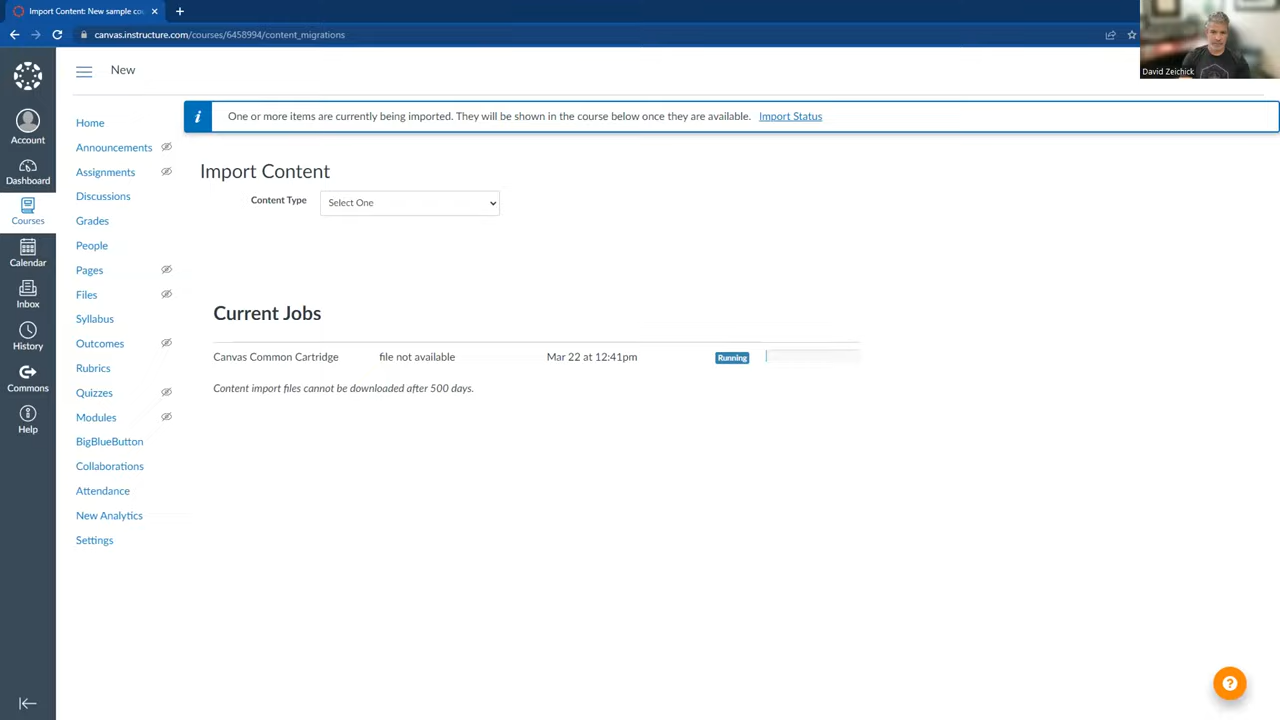 Import Content: New sample cou
canvas.instructure.com/courses/6458994/content_migrations
David Zeichick
New
Account
Dashboard
Courses
Calendar
Inbox
History
Commons
Help
Home
Announcements
Assignments
Discussions
Grades
People
Pages
Files
Syllabus
Outcomes
Rubrics
Quizzes
Modules
BigBlueButton
Collaborations
Attendance
New Analytics
Settings
One or more items are currently being imported. They will be shown in the course below once they are available. Import Status
Import Content
Content Type Select One
Current Jobs
Canvas Common Cartridge file not available Mar 22 at 12:41pm Running
Content import files cannot be downloaded after 500 days.